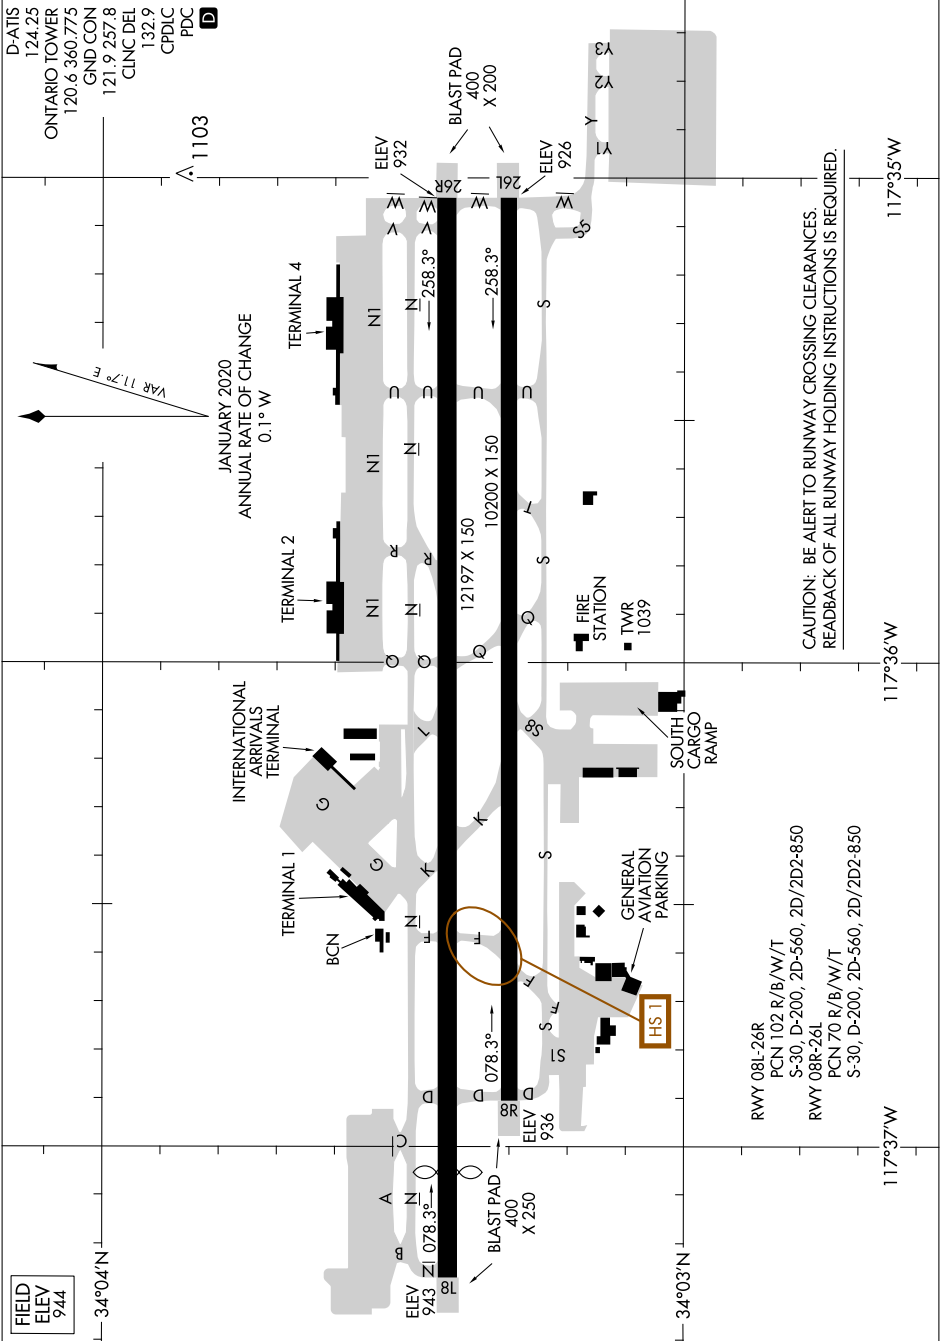 D-ATIS
124.25
ONTARIO TOWER
120.6 360.775
GND CON
121.9 257.8
CLNC DEL
132.9
CPDLC
PDC
D
FIELD
ELEV
944
34°04'N
34°03'N
117°35'W
117°36'W
117°37'W
1103
VAR 11.7° E
JANUARY 2020
ANNUAL RATE OF CHANGE
0.1° W
TERMINAL 4
TERMINAL 2
INTERNATIONAL
ARRIVALS
TERMINAL
TERMINAL 1
BCN
BLAST PAD
400
X 200
ELEV
932
ELEV
926
ELEV
943
ELEV
936
BLAST PAD
400
X 250
26R
26L
8L
8R
258.3°
258.3°
078.3°
078.3°
12197 X 150
10200 X 150
A
B
C
D
D
D
F
F
F
F
G
G
K
K
L
N
N
N
N
N
N1
N1
N1
Q
Q
Q
Q
R
R
S
S
S
S
S1
S5
S8
T
U
U
U
U
V
V
W
W
W
W
Y
Y1
Y2
Y3
HS 1
FIRE
STATION
TWR
1039
SOUTH
CARGO
RAMP
GENERAL
AVIATION
PARKING
CAUTION: BE ALERT TO RUNWAY CROSSING CLEARANCES.
READBACK OF ALL RUNWAY HOLDING INSTRUCTIONS IS REQUIRED.
RWY 08L-26R
PCN 102 R/B/W/T
S-30, D-200, 2D-560, 2D/2D2-850
RWY 08R-26L
PCN 70 R/B/W/T
S-30, D-200, 2D-560, 2D/2D2-850